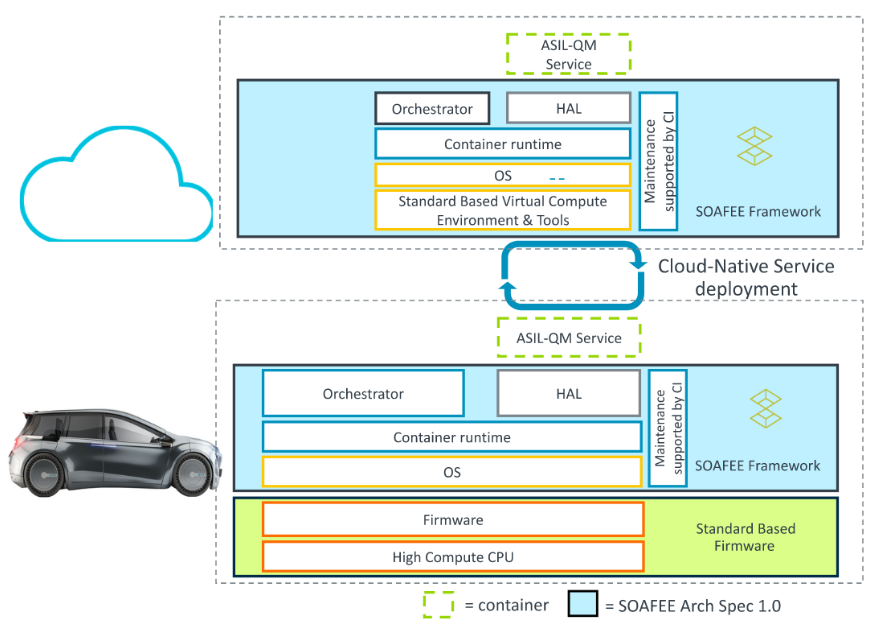 ASIL-QM
Service
Orchestrator
HAL
Container runtime
OS
Standard Based Virtual Compute
Environment & Tools
Maintenance
supported by CI
SOAFEE Framework
Cloud-Native Service
deployment
ASIL-QM Service
Orchestrator
HAL
Container runtime
OS
Maintenance
supported by CI
SOAFEE Framework
Firmware
High Compute CPU
Standard Based
Firmware
= container
= SOAFEE Arch Spec 1.0